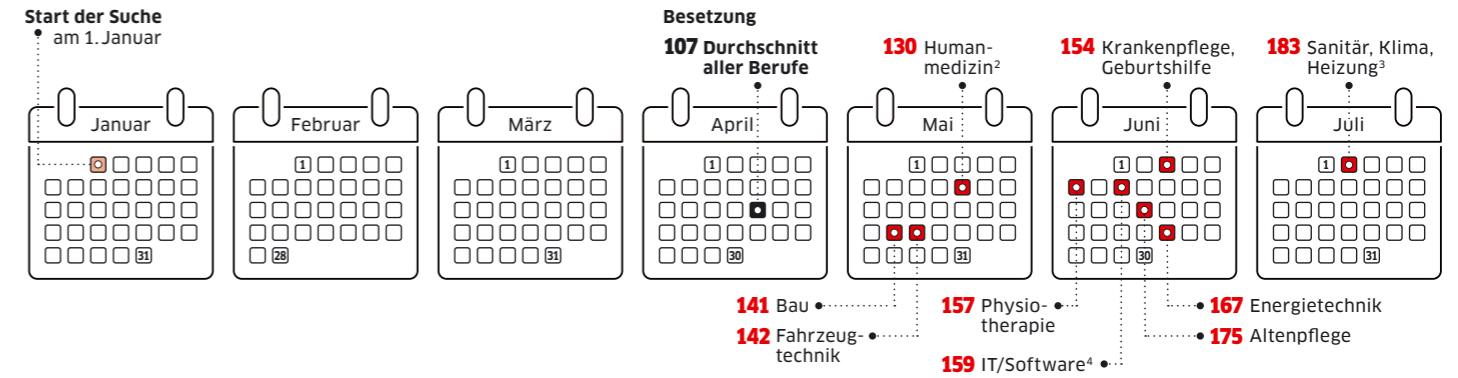 Start der Suche
am 1. Januar
Besetzung
107 Durchschnitt
aller Berufe
130 Human-
medizin²
154 Krankenpflege,
Geburtshilfe
183 Sanitär, Klima,
Heizung³
Januar
Februar
März
April
Mai
Juni
Juli
1
1
1
1
1
1
31
28
31
30
31
30
31
141 Bau
142 Fahrzeug-
technik
157 Physio-
therapie
159 IT/Software⁴
167 Energietechnik
175 Altenpflege